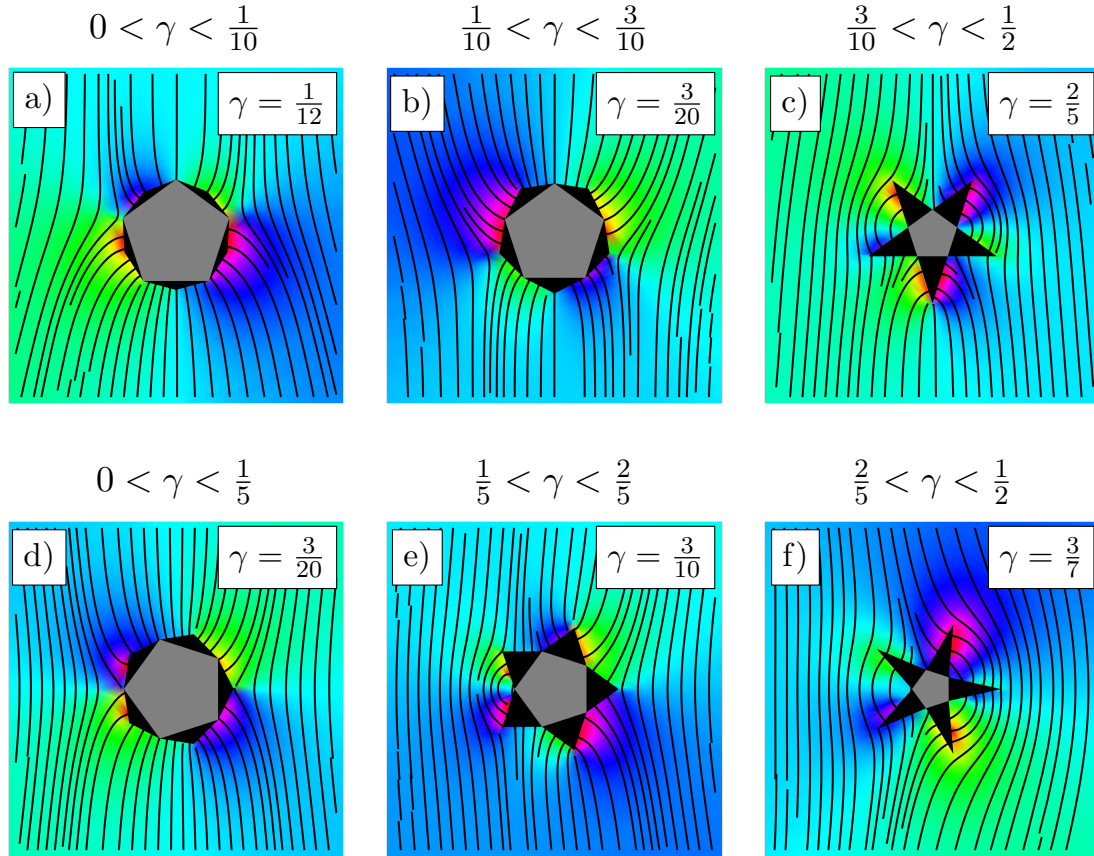 0 < γ < 1/10
1/10 < γ < 3/10
3/10 < γ < 1/2
a)
γ = 1/12
b)
γ = 3/20
c)
γ = 2/5
0 < γ < 1/5
1/5 < γ < 2/5
2/5 < γ < 1/2
d)
γ = 3/20
e)
γ = 3/10
f)
γ = 3/7